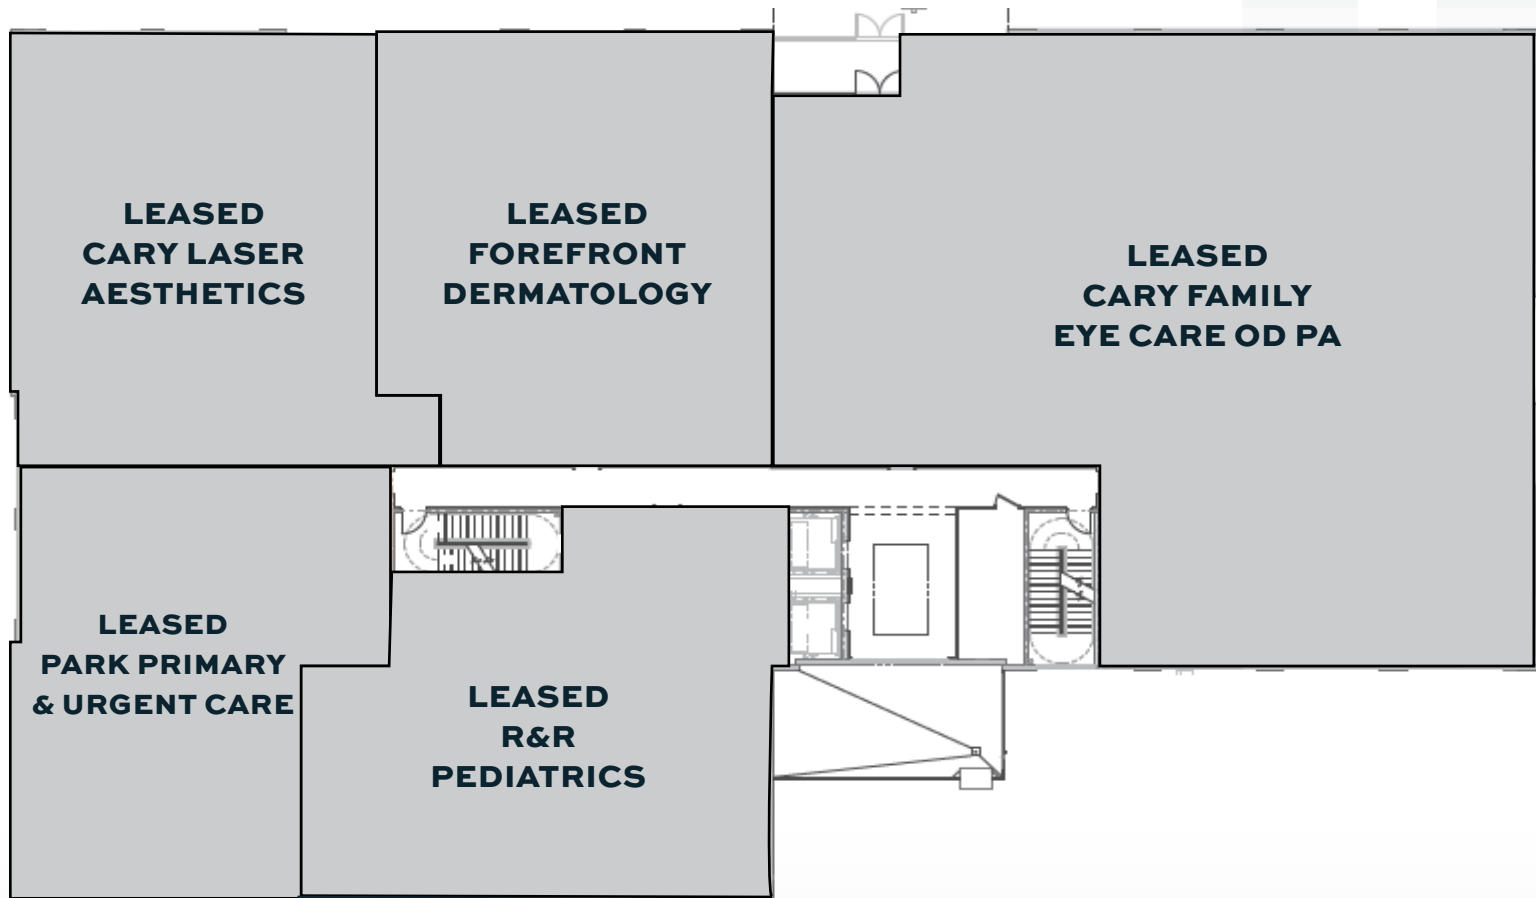 LEASED
CARY LASER
AESTHETICS
LEASED
FOREFRONT
DERMATOLOGY
LEASED
CARY FAMILY
EYE CARE OD PA
LEASED
PARK PRIMARY
& URGENT CARE
LEASED
R&R
PEDIATRICS